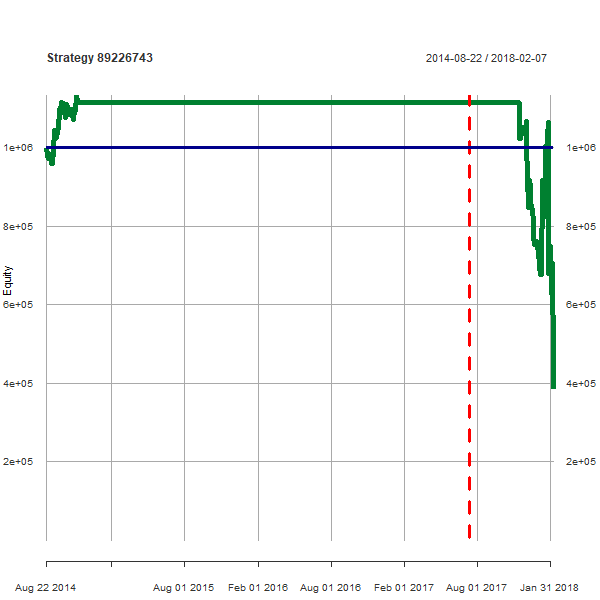 Strategy 89226743
2014-08-22 / 2018-02-07
1e+06
1e+06
8e+05
8e+05
Equity
6e+05
6e+05
4e+05
4e+05
2e+05
2e+05
Aug 22 2014
Aug 01 2015
Feb 01 2016
Aug 01 2016
Feb 01 2017
Aug 01 2017
Jan 31 2018